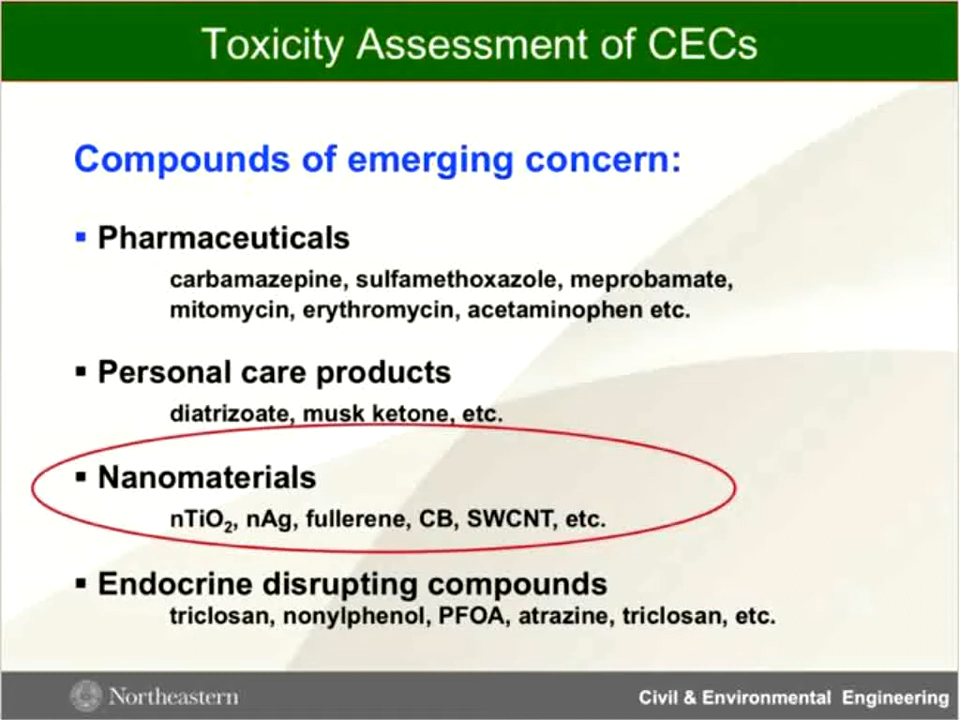 Toxicity Assessment of CECs
Compounds of emerging concern:
▪ Pharmaceuticals
carbamazepine, sulfamethoxazole, meprobamate,
mitomycin, erythromycin, acetaminophen etc.
▪ Personal care products
diatrizoate, musk ketone, etc.
▪ Nanomaterials
nTiO₂, nAg, fullerene, CB, SWCNT, etc.
▪ Endocrine disrupting compounds
triclosan, nonylphenol, PFOA, atrazine, triclosan, etc.
Northeastern
Civil & Environmental Engineering